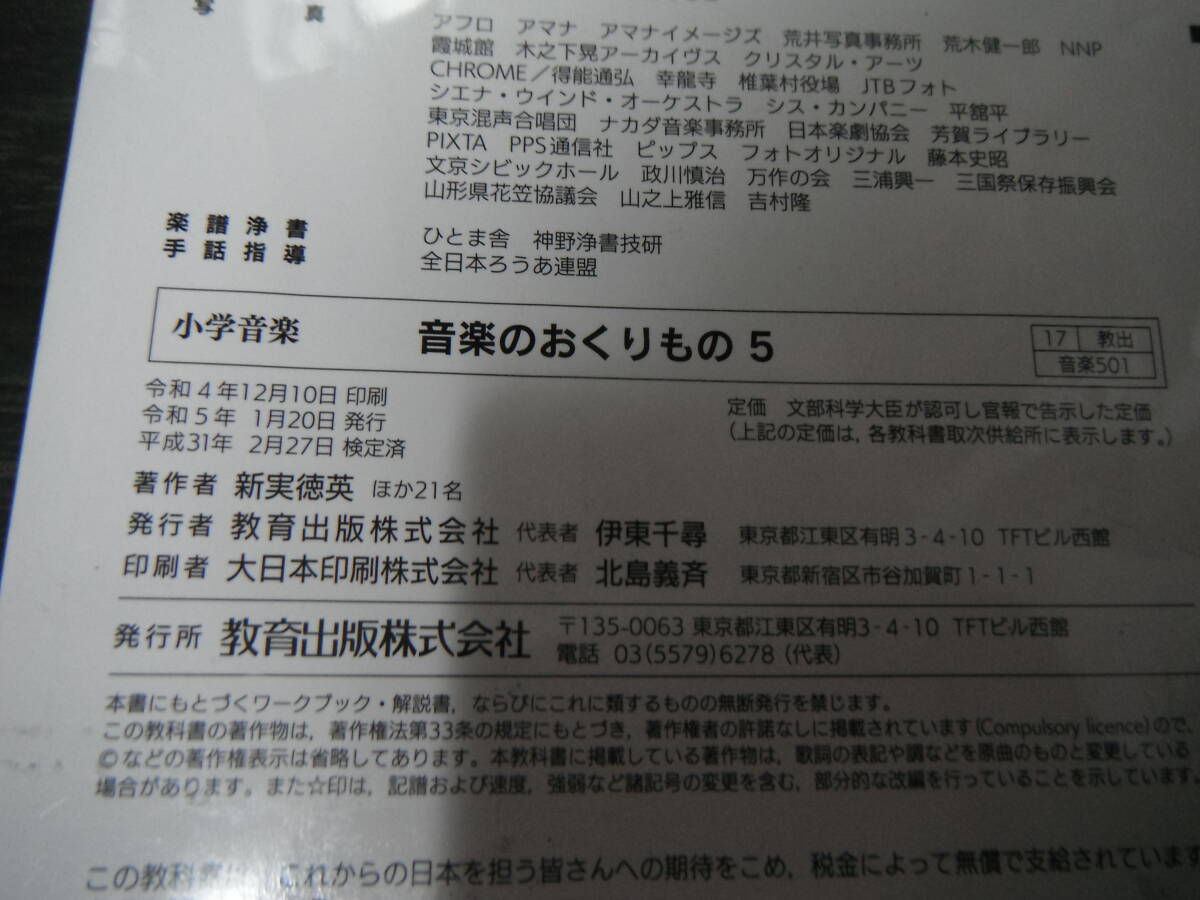 写真
アフロ アマナ アマナイメージズ 荒井写真事務所 荒木健一郎 NNP
霞城館 木之下晃アーカイヴス クリスタル・アーツ
CHROME／得能通弘 幸龍寺 椎葉村役場 JTBフォト
シエナ・ウインド・オーケストラ シス・カンパニー 平舘平
東京混声合唱団 ナカダ音楽事務所 日本楽劇協会 芳賀ライブラリー
PIXTA PPS通信社 ピップス フォトオリジナル 藤本史昭
文京シビックホール 政川慎治 万作の会 三浦興一 三国祭保存振興会
山形県花笠協議会 山之上雅信 吉村隆
楽譜浄書 ひとま舎 神野浄書技研
手話指導 全日本ろうあ連盟
小学音楽 音楽のおくりもの 5
17 教出
音楽501
令和4年12月10日 印刷
令和5年 1月20日 発行
平成31年 2月27日 検定済
定価 文部科学大臣が認可し官報で告示した定価
（上記の定価は，各教科書取次供給所に表示します。）
著作者 新実徳英 ほか21名
発行者 教育出版株式会社 代表者 伊東千尋 東京都江東区有明3-4-10 TFTビル西館
印刷者 大日本印刷株式会社 代表者 北島義斉 東京都新宿区市谷加賀町1-1-1
発行所 教育出版株式会社 〒135-0063 東京都江東区有明3-4-10 TFTビル西館
電話 03(5579)6278（代表）
本書にもとづくワークブック・解説書，ならびにこれに類するものの無断発行を禁じます。
この教科書の著作物は，著作権法第33条の規定にもとづき，著作権者の許諾なしに掲載されています(Compulsory licence)ので，
©などの著作権表示は省略してあります。本教科書に掲載している著作物は，歌詞の表記や調などを原曲のものと変更している
場合があります。また☆印は，記譜および速度，強弱など諸記号の変更を含む，部分的な改編を行っていることを示しています。
この教科書は，これからの日本を担う皆さんへの期待をこめ，税金によって無償で支給されています